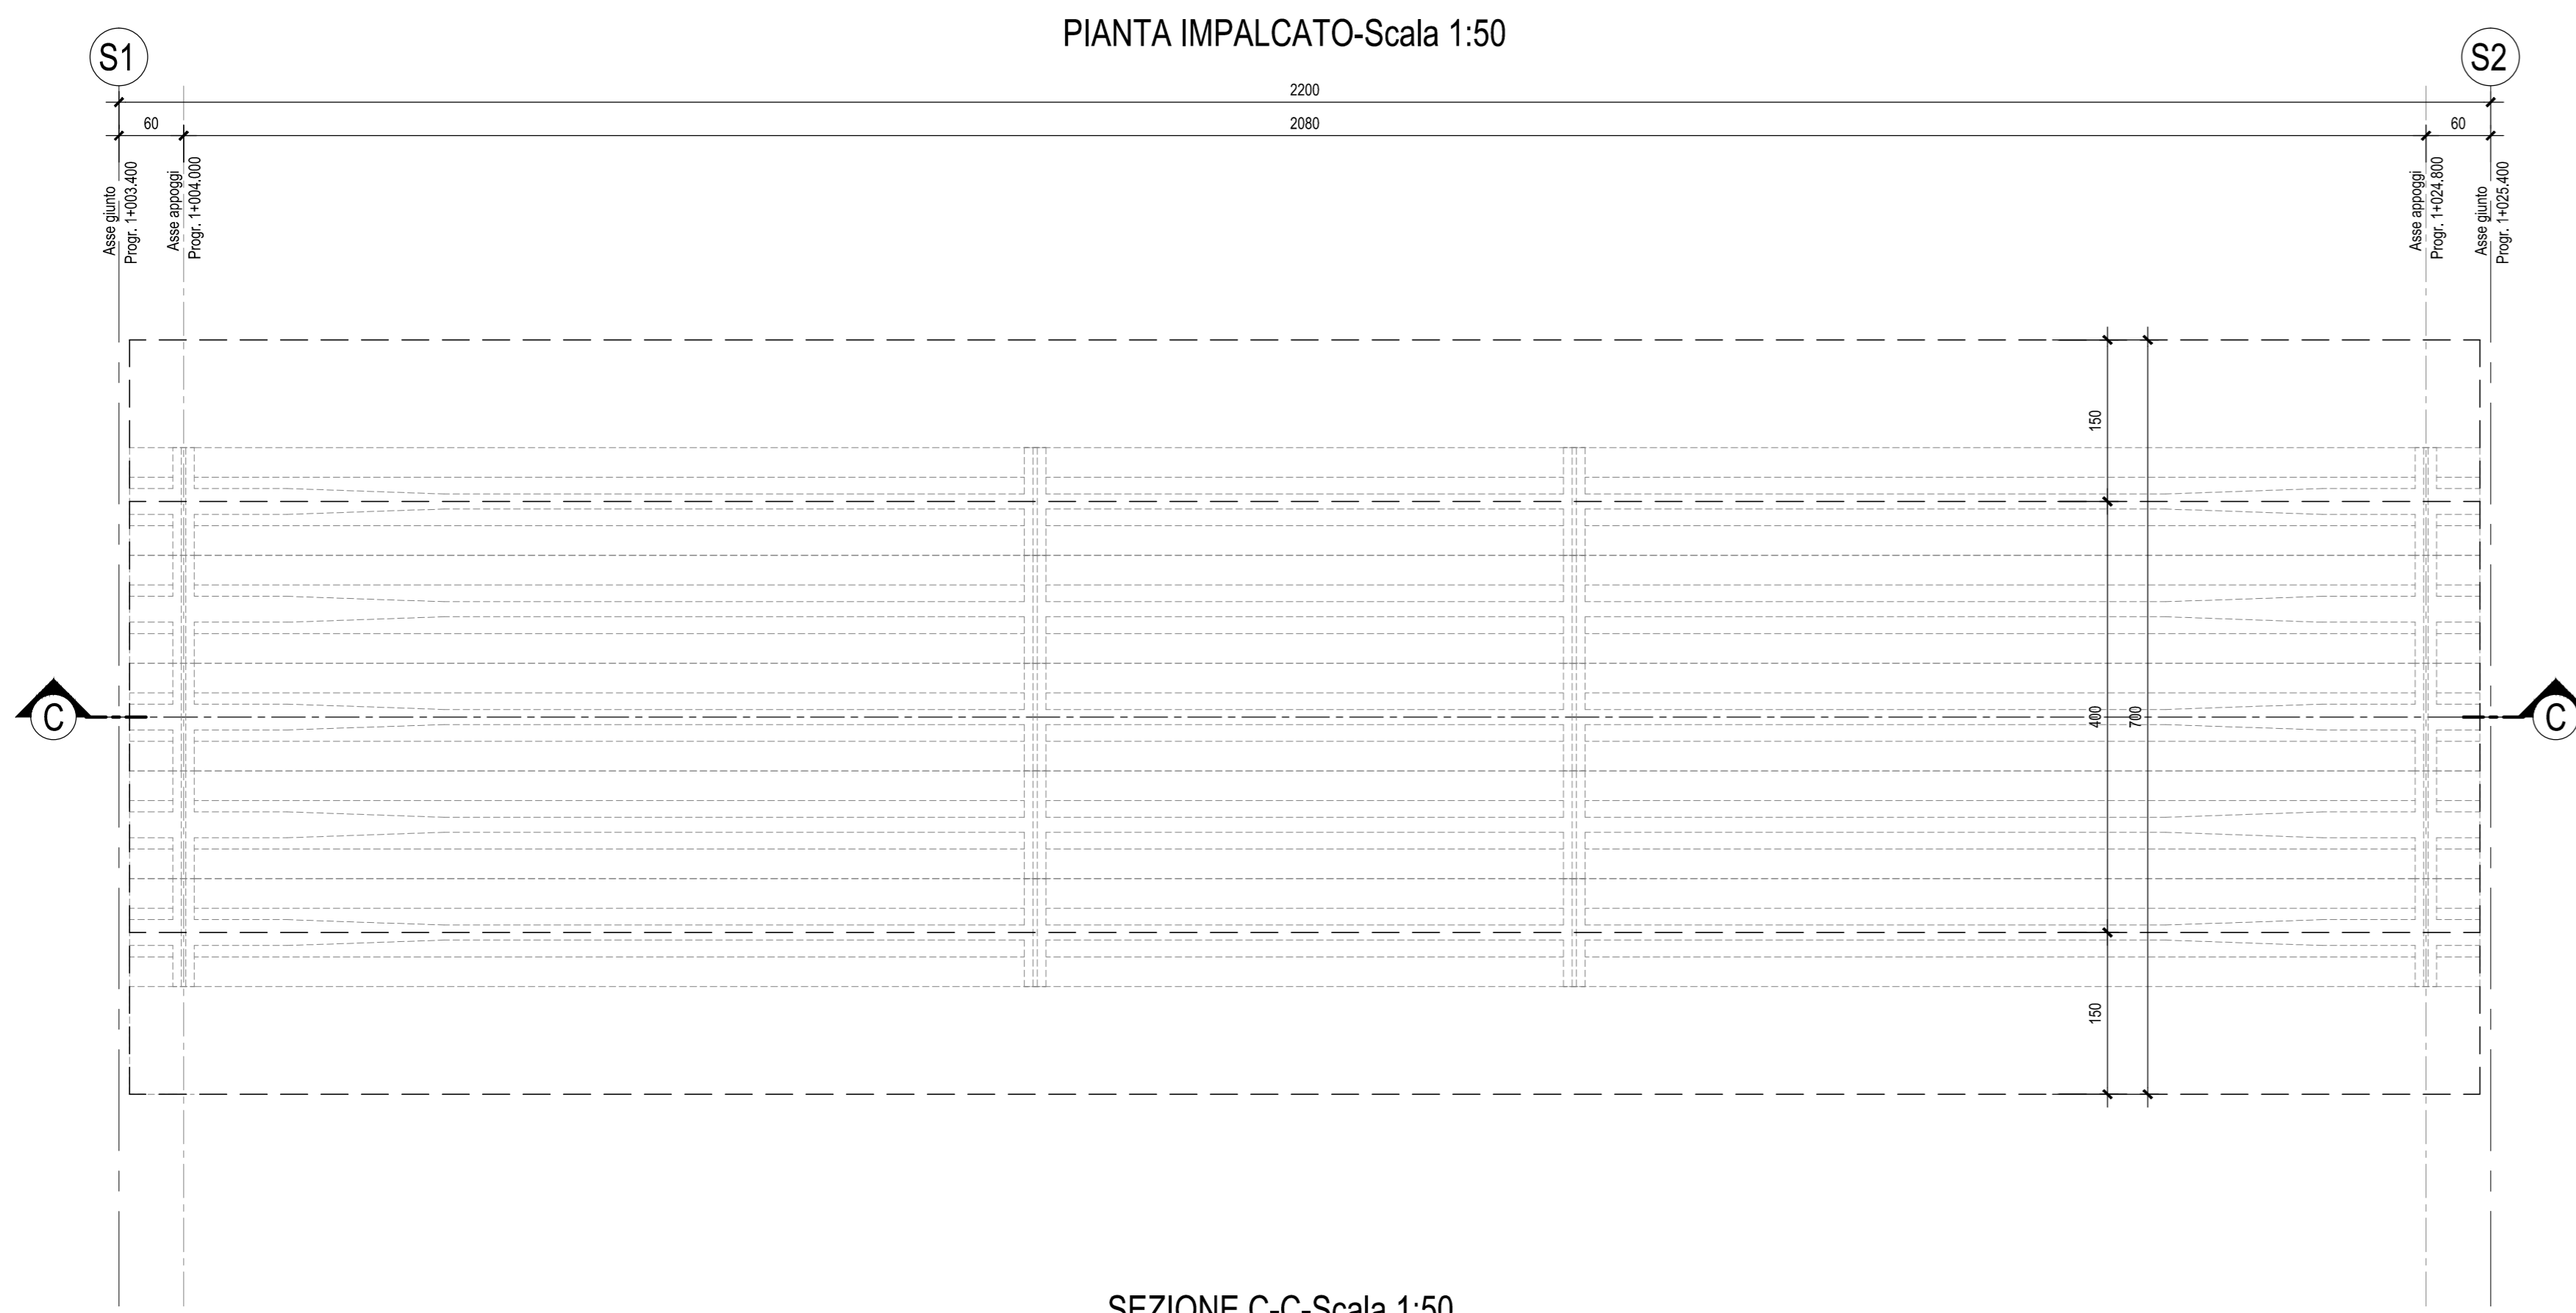 PIANTA IMPALCATO-Scala 1:50
S1
S2
2200
60
2080
60
Asse giunto
Progr. 1+003.400
Asse appoggi
Progr. 1+004.000
Asse appoggi
Progr. 1+024.800
Asse giunto
Progr. 1+025.400
150
400
700
150
C
C
SEZIONE C-C-Scala 1:50